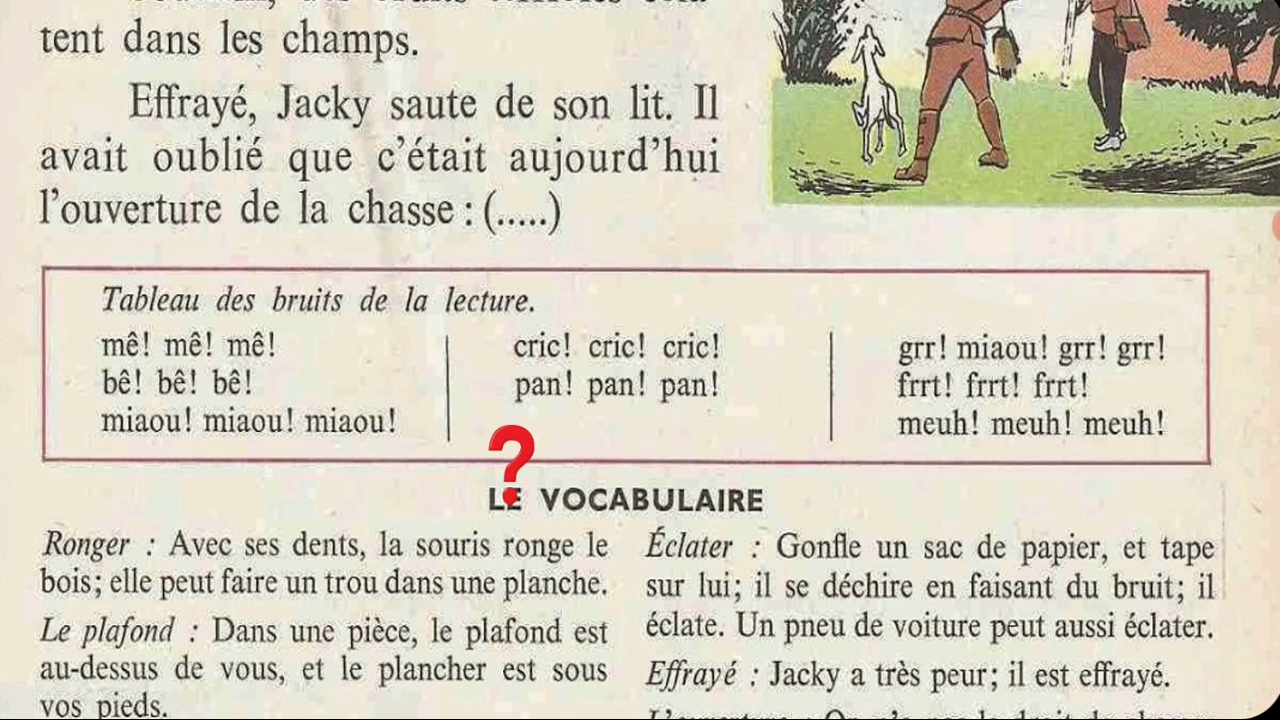 tent dans les champs.
Effrayé, Jacky saute de son lit. Il
avait oublié que c'était aujourd'hui
l'ouverture de la chasse : (.....)
Tableau des bruits de la lecture.
mê! mê! mê!
bê! bê! bê!
miaou! miaou! miaou!
cric! cric! cric!
pan! pan! pan!
grr! miaou! grr! grr!
frrt! frrt! frrt!
meuh! meuh! meuh!
?
LE VOCABULAIRE
Ronger : Avec ses dents, la souris ronge le
bois; elle peut faire un trou dans une planche.
Le plafond : Dans une pièce, le plafond est
au-dessus de vous, et le plancher est sous
vos pieds.
Éclater : Gonfle un sac de papier, et tape
sur lui; il se déchire en faisant du bruit; il
éclate. Un pneu de voiture peut aussi éclater.
Effrayé : Jacky a très peur; il est effrayé.